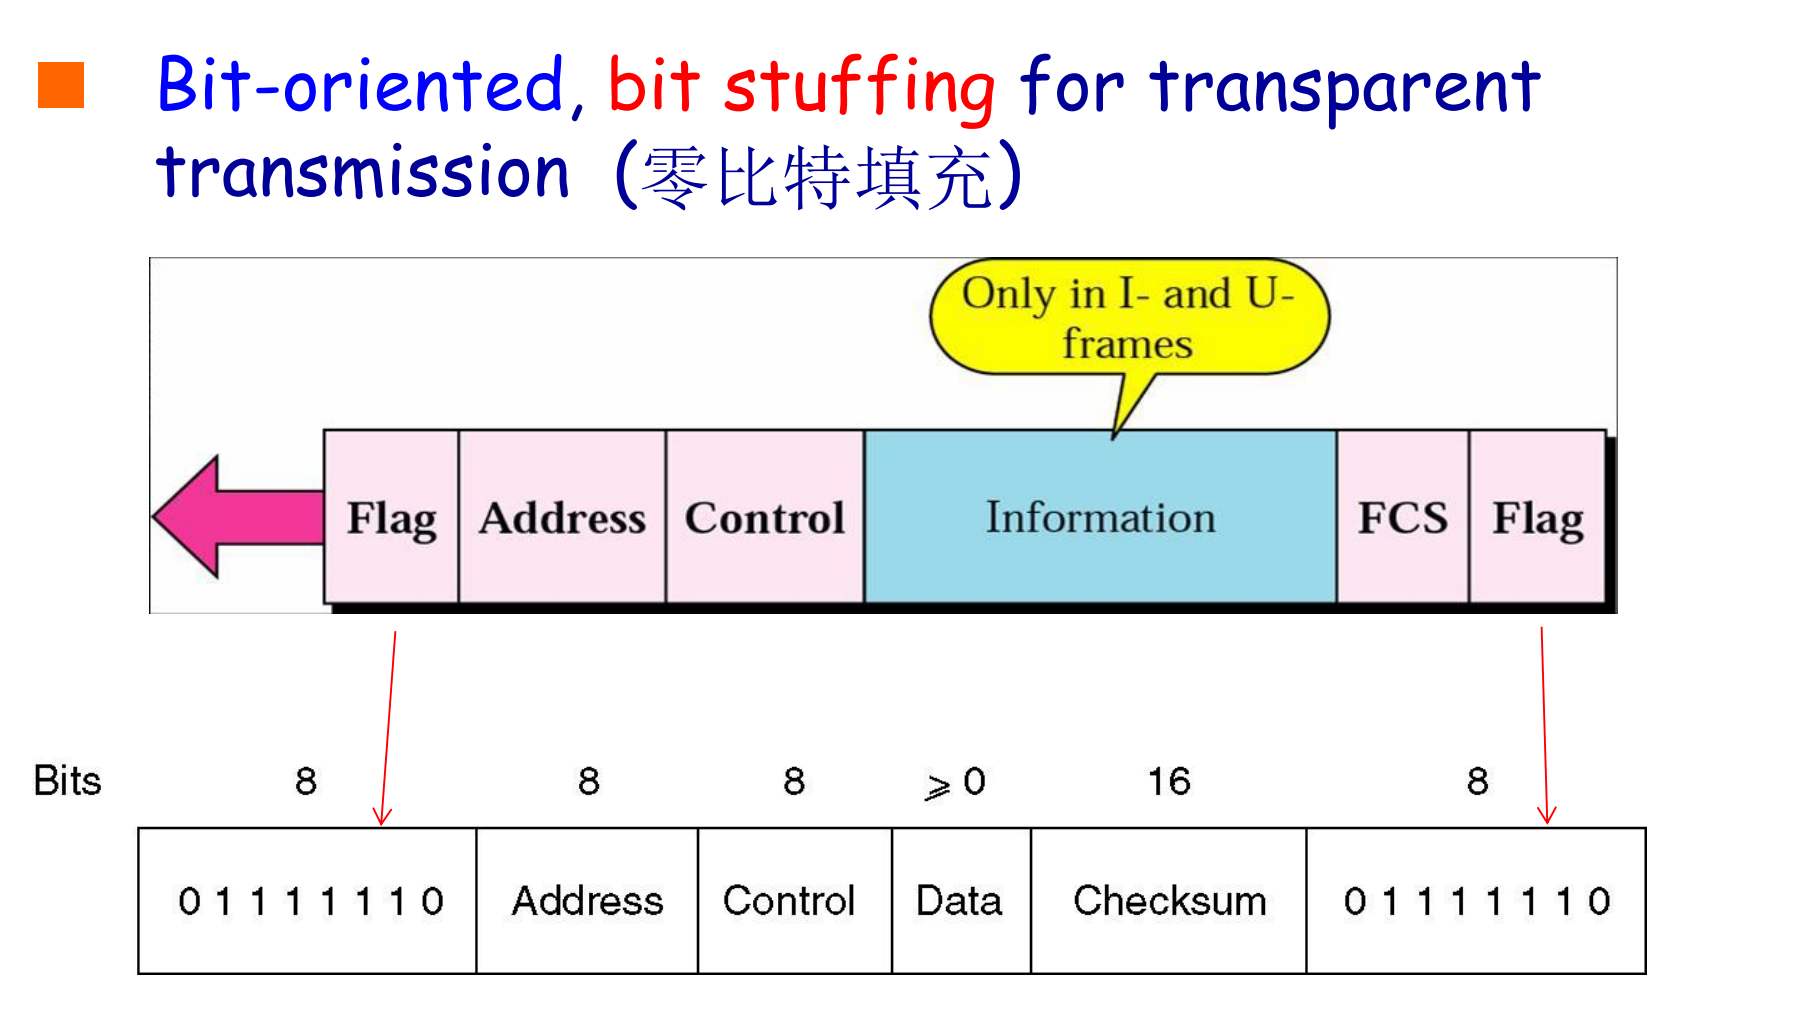 Bit-oriented, bit stuffing for transparent
transmission (零比特填充)
Only in I- and U-
frames
Flag Address Control Information FCS Flag
Bits 8 8 8 ⩾ 0 16 8
0 1 1 1 1 1 1 0 Address Control Data Checksum 0 1 1 1 1 1 1 0